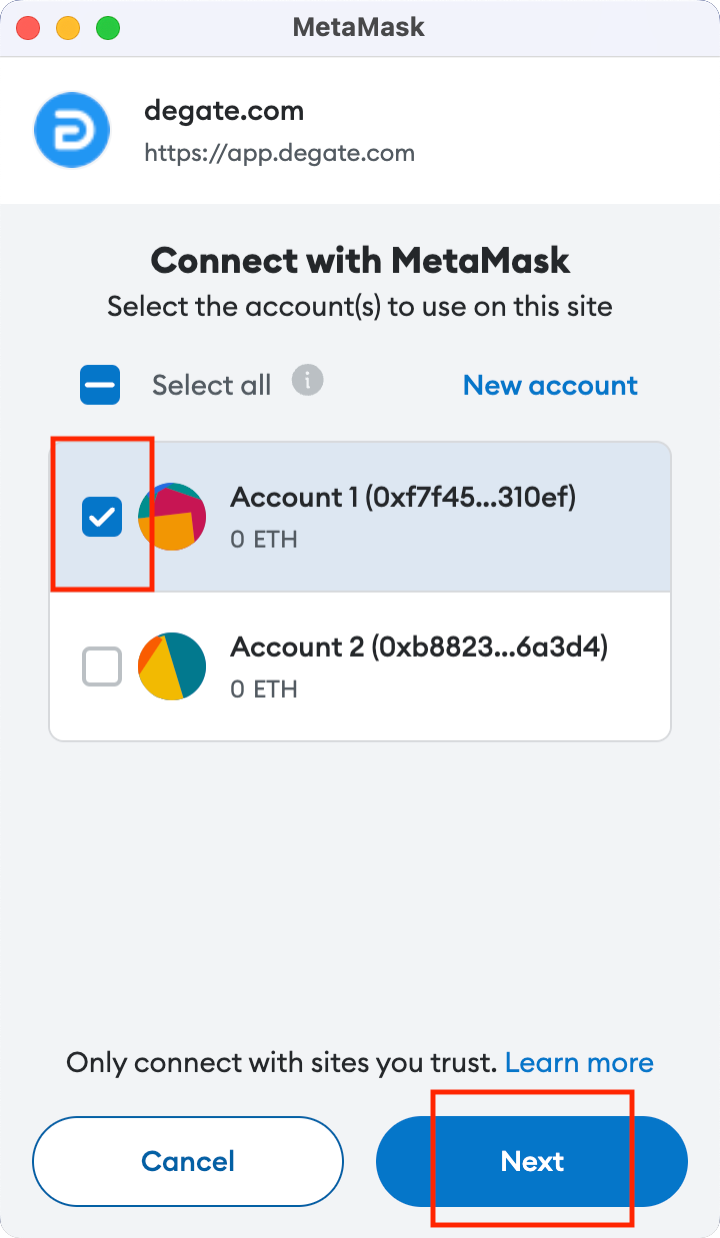 MetaMask
degate.com
https://app.degate.com
Connect with MetaMask
Select the account(s) to use on this site
Select all
New account
Account 1 (0xf7f45...310ef)
0 ETH
Account 2 (0xb8823...6a3d4)
0 ETH
Only connect with sites you trust. Learn more
Cancel
Next